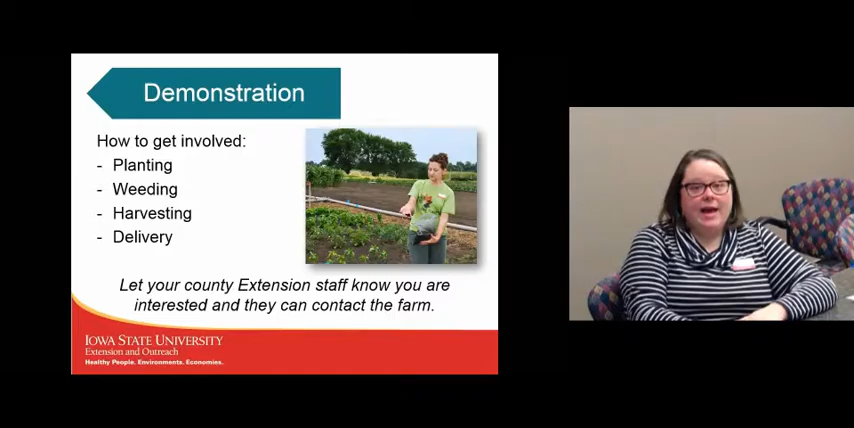 Demonstration
How to get involved:
- Planting
- Weeding
- Harvesting
- Delivery
Let your county Extension staff know you are
interested and they can contact the farm.
IOWA STATE UNIVERSITY
Extension and Outreach
Healthy People. Environments. Economies.